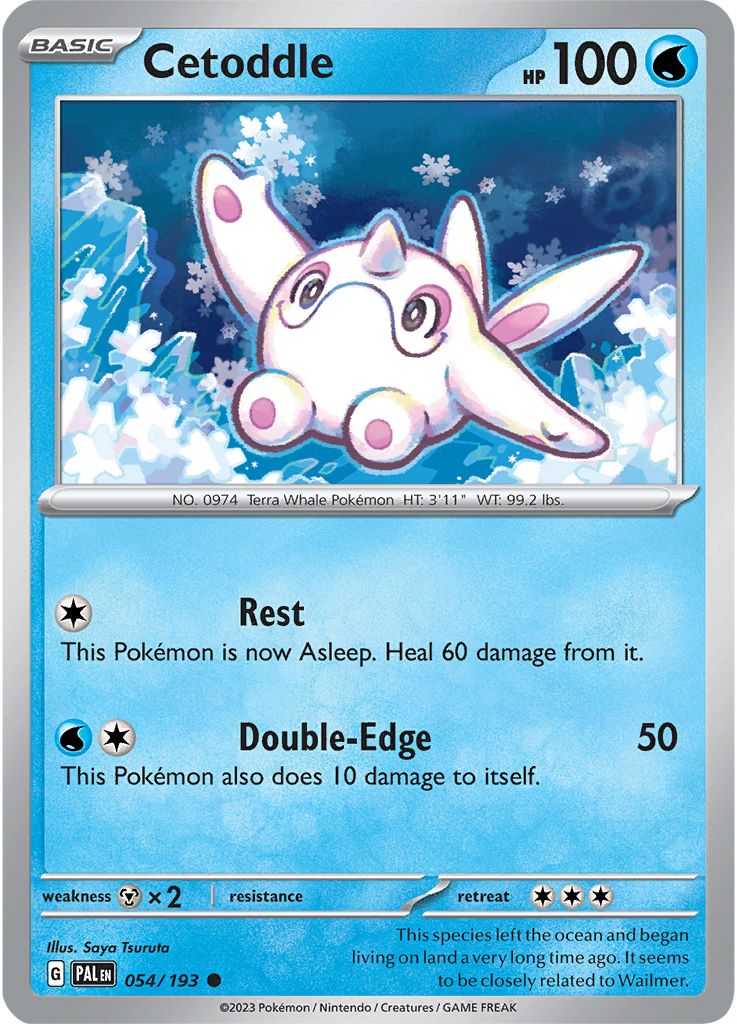 BASIC Cetoddle HP 100
NO. 0974 Terra Whale Pokémon HT: 3'11" WT: 99.2 lbs.
Rest
This Pokémon is now Asleep. Heal 60 damage from it.
Double-Edge 50
This Pokémon also does 10 damage to itself.
weakness ×2 resistance retreat
Illus. Saya Tsuruta
This species left the ocean and began
living on land a very long time ago. It seems
to be closely related to Wailmer.
G PAL EN 054/193
©2023 Pokémon / Nintendo / Creatures / GAME FREAK